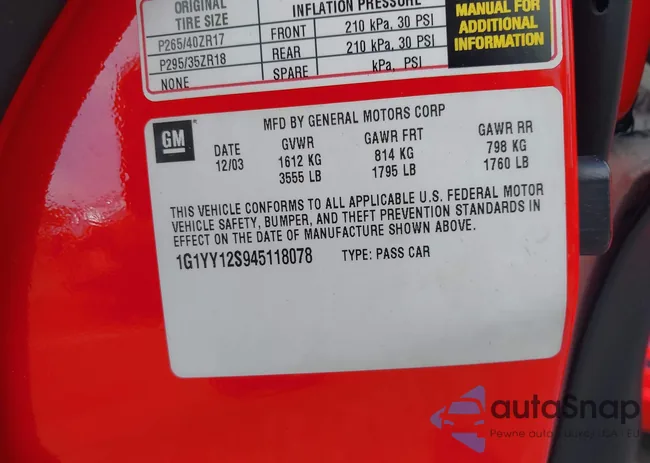 ORIGINAL TIRE SIZE INFLATION PRESSURE
P265/40ZR17 FRONT 210 kPa, 30 PSI
P295/35ZR18 REAR 210 kPa, 30 PSI
NONE SPARE kPa, PSI
MANUAL FOR
ADDITIONAL
INFORMATION
GM
MFD BY GENERAL MOTORS CORP
DATE GVWR GAWR FRT GAWR RR
12/03 1612 KG 814 KG 798 KG
3555 LB 1795 LB 1760 LB
THIS VEHICLE CONFORMS TO ALL APPLICABLE U.S. FEDERAL MOTOR
VEHICLE SAFETY, BUMPER, AND THEFT PREVENTION STANDARDS IN
EFFECT ON THE DATE OF MANUFACTURE SHOWN ABOVE.
1G1YY12S945118078 TYPE: PASS CAR
autoSnap
Pewne auto